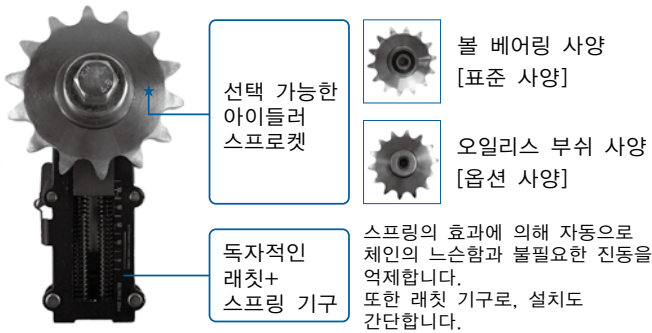 선택 가능한
아이들러
스프로켓
볼 베어링 사양
[표준 사양]
오일리스 부쉬 사양
[옵션 사양]
독자적인
래칫+
스프링 기구
스프링의 효과에 의해 자동으로
체인의 느슨함과 불필요한 진동을
억제합니다.
또한 래칫 기구로, 설치도
간단합니다.